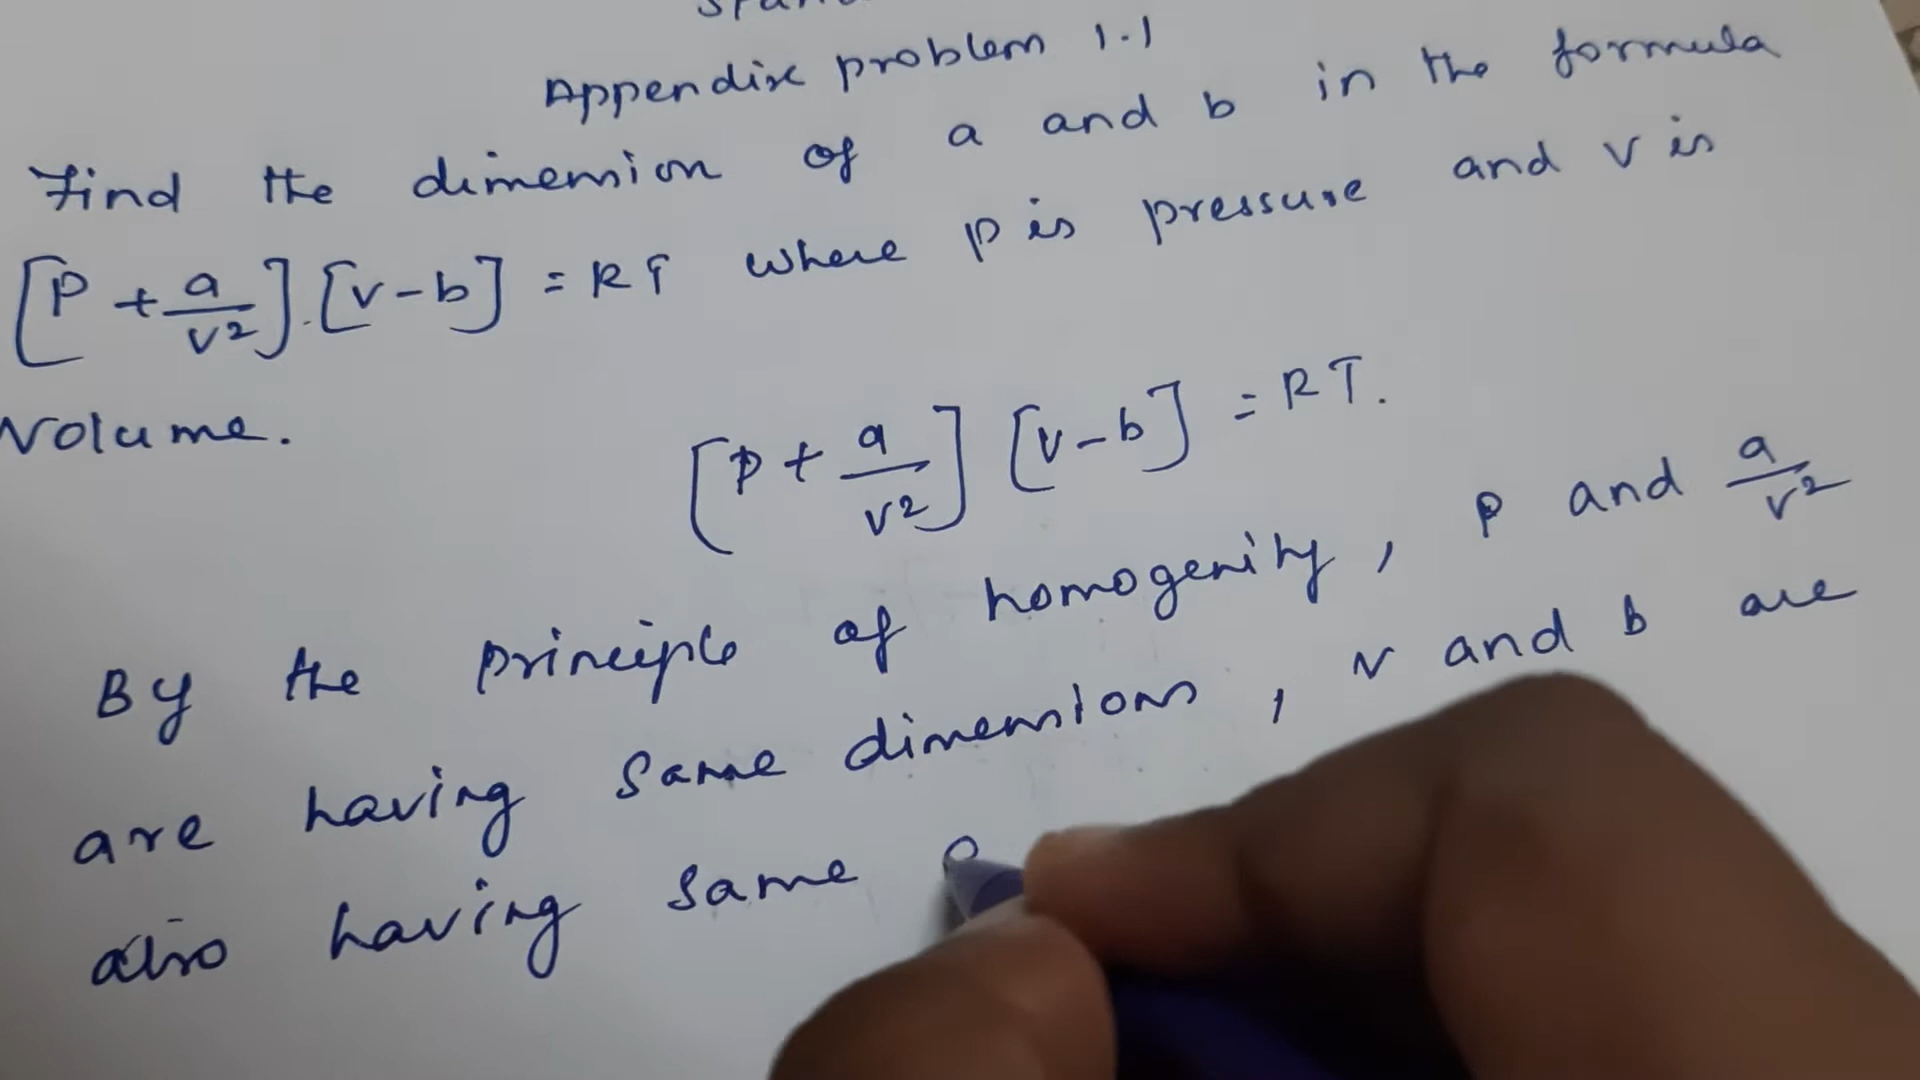 Appendix problem 1.1
Find the dimension of a and b in the formula
[P + a/v²].[v-b] = RT where p is pressure and v is
Volume.
[p + a/v²] [v-b] = RT.
By the principle of homogenity, p and a/v²
are having same dimensions, v and b are
also having same